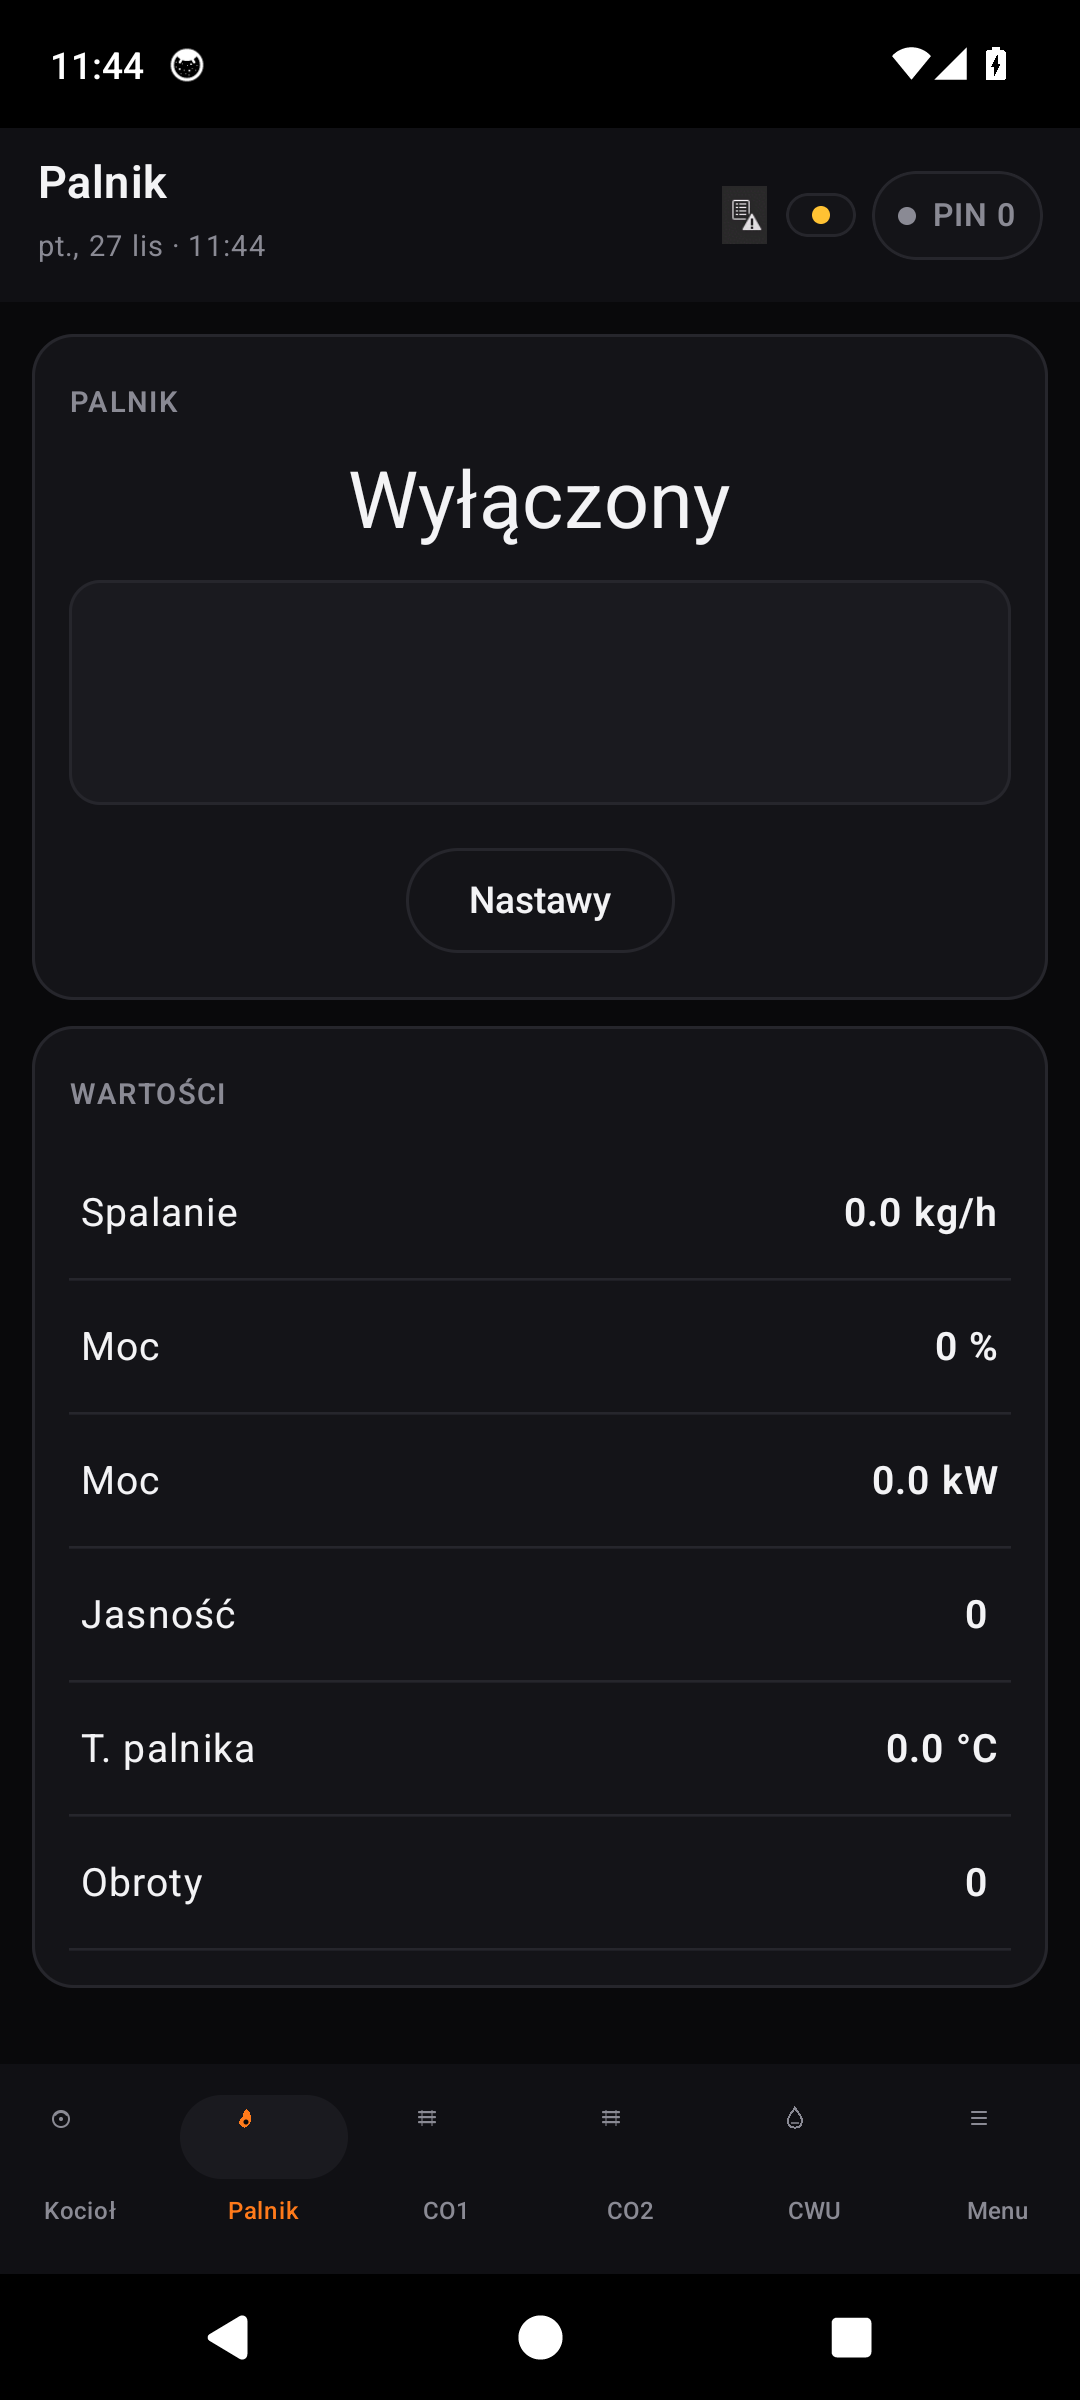 11:44
Palnik
pt., 27 lis · 11:44
PIN 0
PALNIK
Wyłączony
Nastawy
WARTOŚCI
Spalanie 0.0 kg/h
Moc 0 %
Moc 0.0 kW
Jasność 0
T. palnika 0.0 °C
Obroty 0
Kocioł Palnik CO1 CO2 CWU Menu